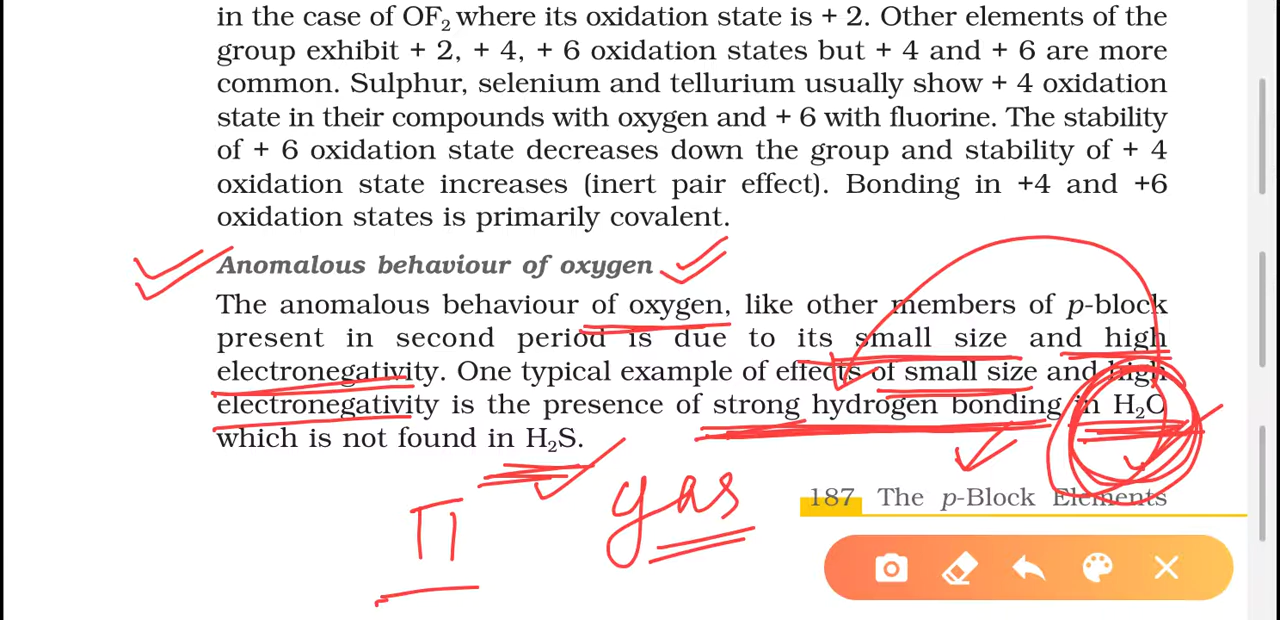 in the case of OF₂ where its oxidation state is + 2. Other elements of the
group exhibit + 2, + 4, + 6 oxidation states but + 4 and + 6 are more
common. Sulphur, selenium and tellurium usually show + 4 oxidation
state in their compounds with oxygen and + 6 with fluorine. The stability
of + 6 oxidation state decreases down the group and stability of + 4
oxidation state increases (inert pair effect). Bonding in +4 and +6
oxidation states is primarily covalent.
Anomalous behaviour of oxygen
The anomalous behaviour of oxygen, like other members of p-block
present in second period is due to its small size and high
electronegativity. One typical example of effects of small size and high
electronegativity is the presence of strong hydrogen bonding in H₂O
which is not found in H₂S.
gas
187 The p-Block Elements